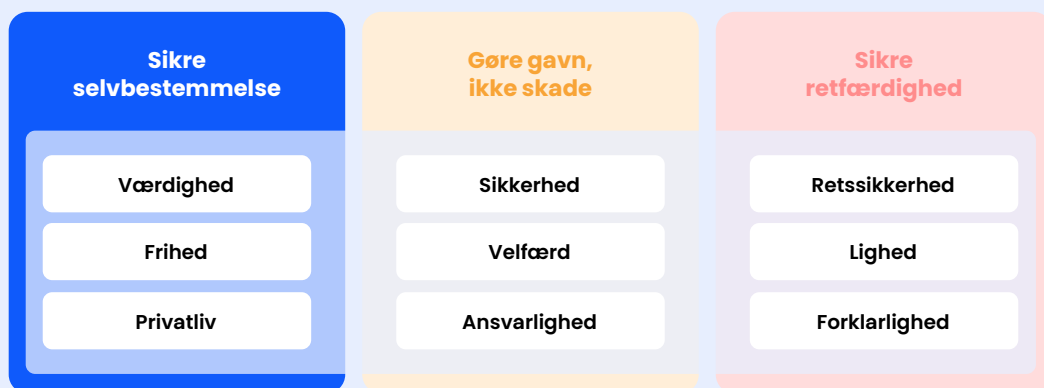 Sikre
selvbestemmelse
Værdighed
Frihed
Privatliv
Gøre gavn,
ikke skade
Sikkerhed
Velfærd
Ansvarlighed
Sikre
retfærdighed
Retssikkerhed
Lighed
Forklarlighed